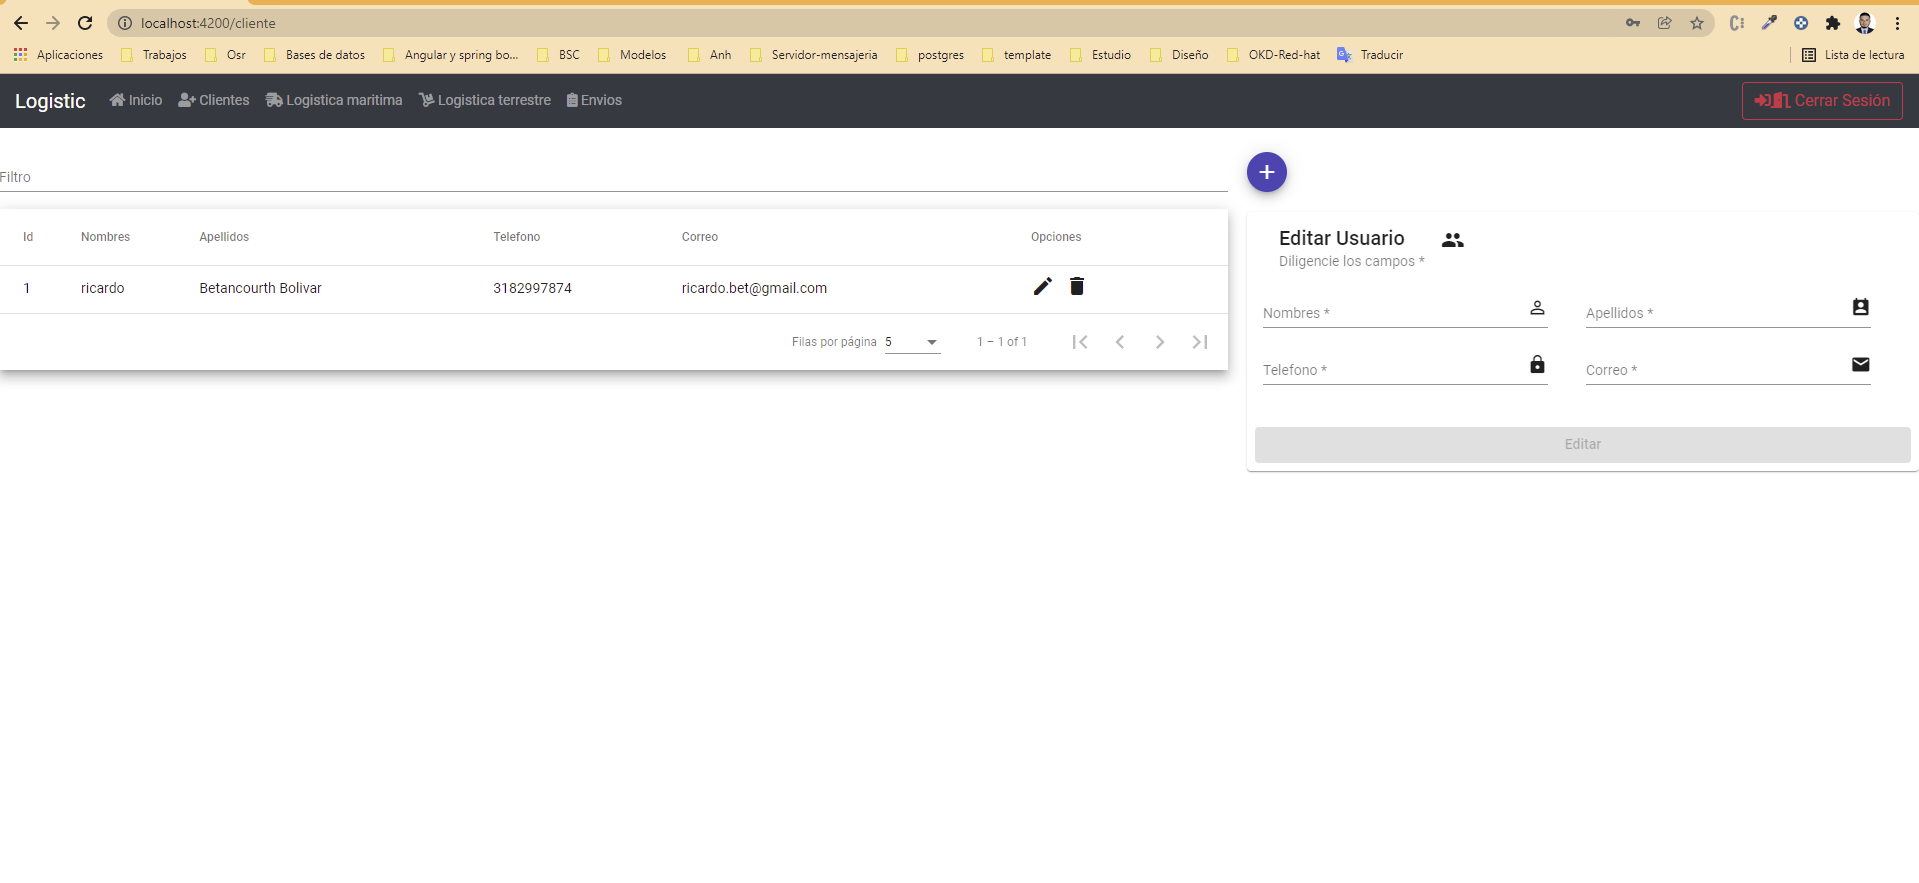 localhost:4200/cliente
Aplicaciones Trabajos Osr Bases de datos Angular y spring bo... BSC Modelos Anh Servidor-mensajeria postgres template Estudio Diseño OKD-Red-hat Traducir Lista de lectura
Logistic Inicio Clientes Logistica maritima Logistica terrestre Envios Cerrar Sesión
Filtro
+
Id Nombres Apellidos Telefono Correo Opciones
1 ricardo Betancourth Bolivar 3182997874 ricardo.bet@gmail.com
Filas por página 5 1 – 1 of 1
Editar Usuario
Diligencie los campos *
Nombres * Apellidos *
Telefono * Correo *
Editar